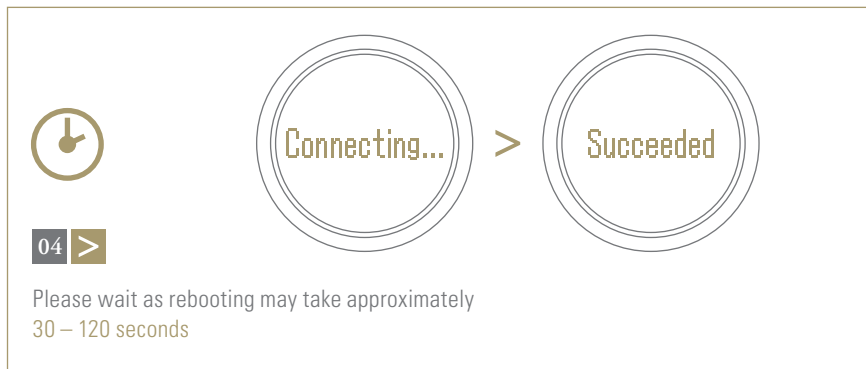 Connecting...
>
Succeeded
04 >
Please wait as rebooting may take approximately
30 – 120 seconds